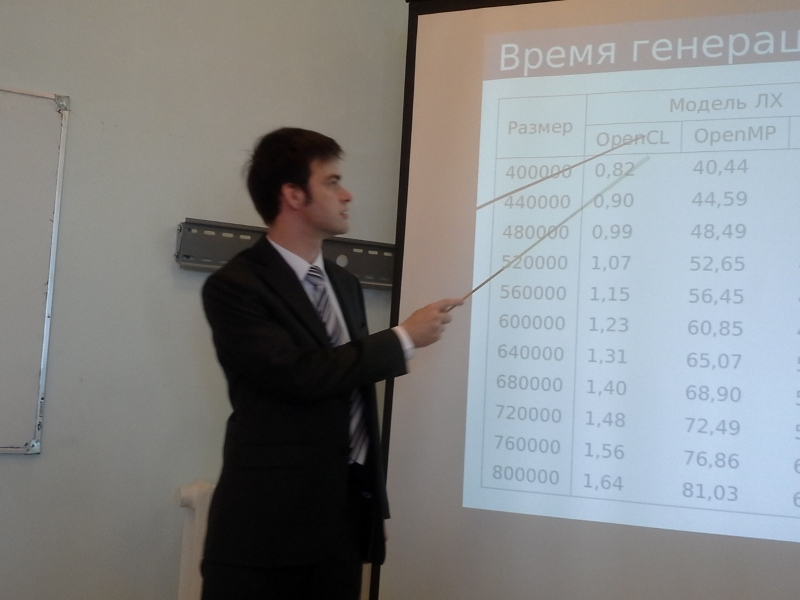 Время генерац
Размер Модель ЛХ
OpenCL OpenMP
400000 0,82 40,44
440000 0,90 44,59
480000 0,99 48,49
520000 1,07 52,65
560000 1,15 56,45
600000 1,23 60,85
640000 1,31 65,07
680000 1,40 68,90
720000 1,48 72,49
760000 1,56 76,86
800000 1,64 81,03